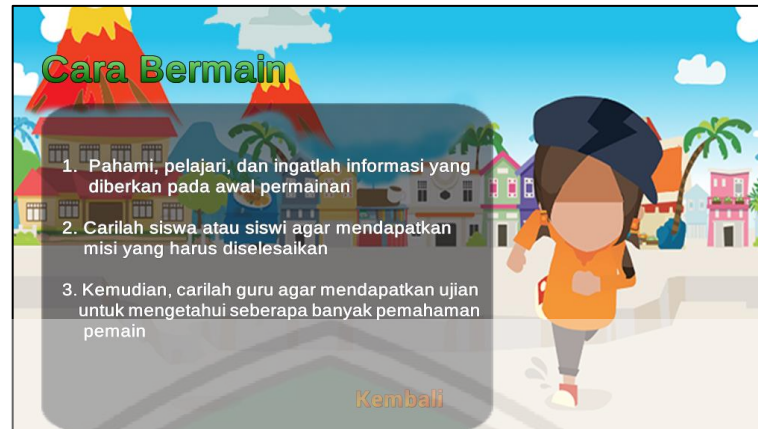 Cara Bermain
1. Pahami, pelajari, dan ingatlah informasi yang
diberkan pada awal permainan
2. Carilah siswa atau siswi agar mendapatkan
misi yang harus diselesaikan
3. Kemudian, carilah guru agar mendapatkan ujian
untuk mengetahui seberapa banyak pemahaman
pemain
Kembali